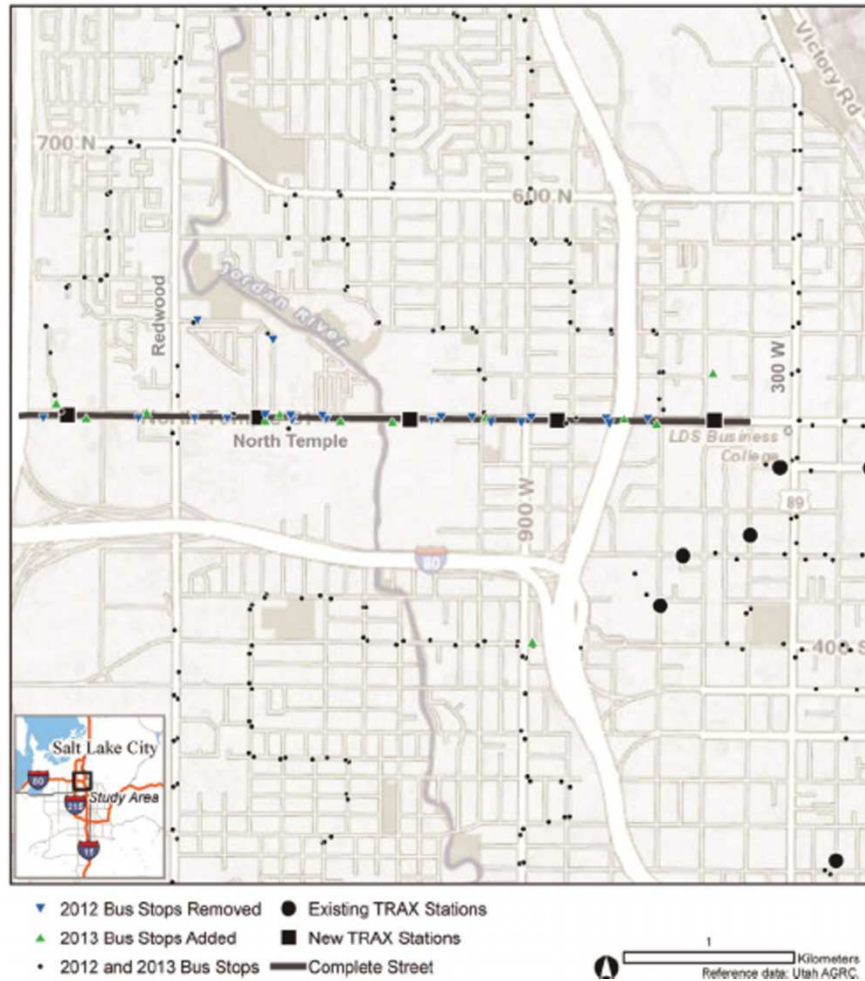 Victory Rd
700 N
600 N
Jordan River
Redwood
300 W
North Temple
LDS Business
College
89
900 W
80
400 S
Salt Lake City
80
Study Area
215
15
2012 Bus Stops Removed
Existing TRAX Stations
2013 Bus Stops Added
New TRAX Stations
2012 and 2013 Bus Stops
Complete Street
1
Kilometers
Reference data: Utah AGRC.